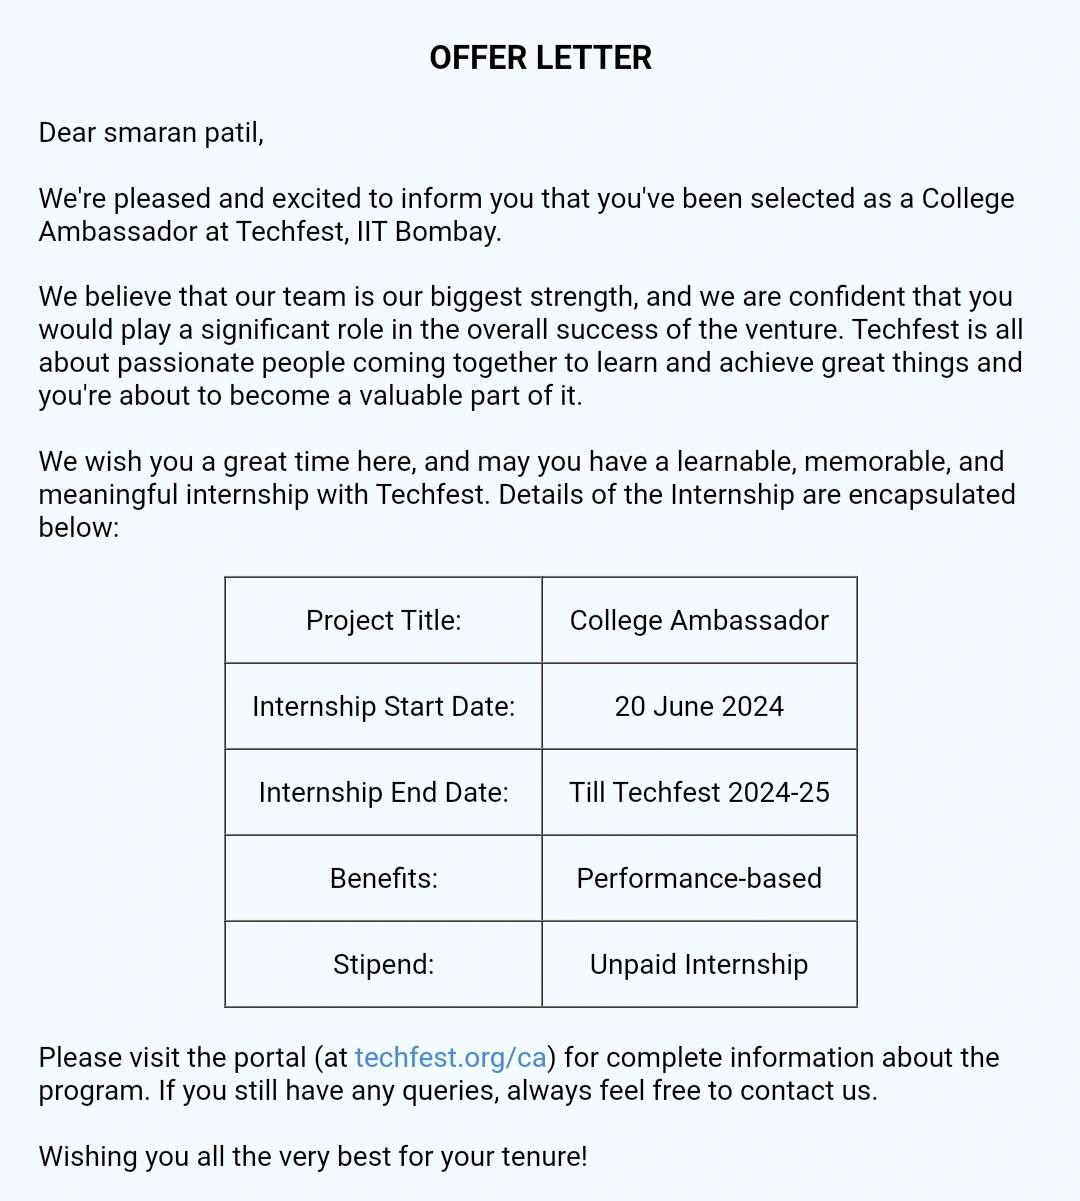 OFFER LETTER
Dear smaran patil,
We're pleased and excited to inform you that you've been selected as a College
Ambassador at Techfest, IIT Bombay.
We believe that our team is our biggest strength, and we are confident that you
would play a significant role in the overall success of the venture. Techfest is all
about passionate people coming together to learn and achieve great things and
you're about to become a valuable part of it.
We wish you a great time here, and may you have a learnable, memorable, and
meaningful internship with Techfest. Details of the Internship are encapsulated
below:
Project Title: College Ambassador
Internship Start Date: 20 June 2024
Internship End Date: Till Techfest 2024-25
Benefits: Performance-based
Stipend: Unpaid Internship
Please visit the portal (at techfest.org/ca) for complete information about the
program. If you still have any queries, always feel free to contact us.
Wishing you all the very best for your tenure!